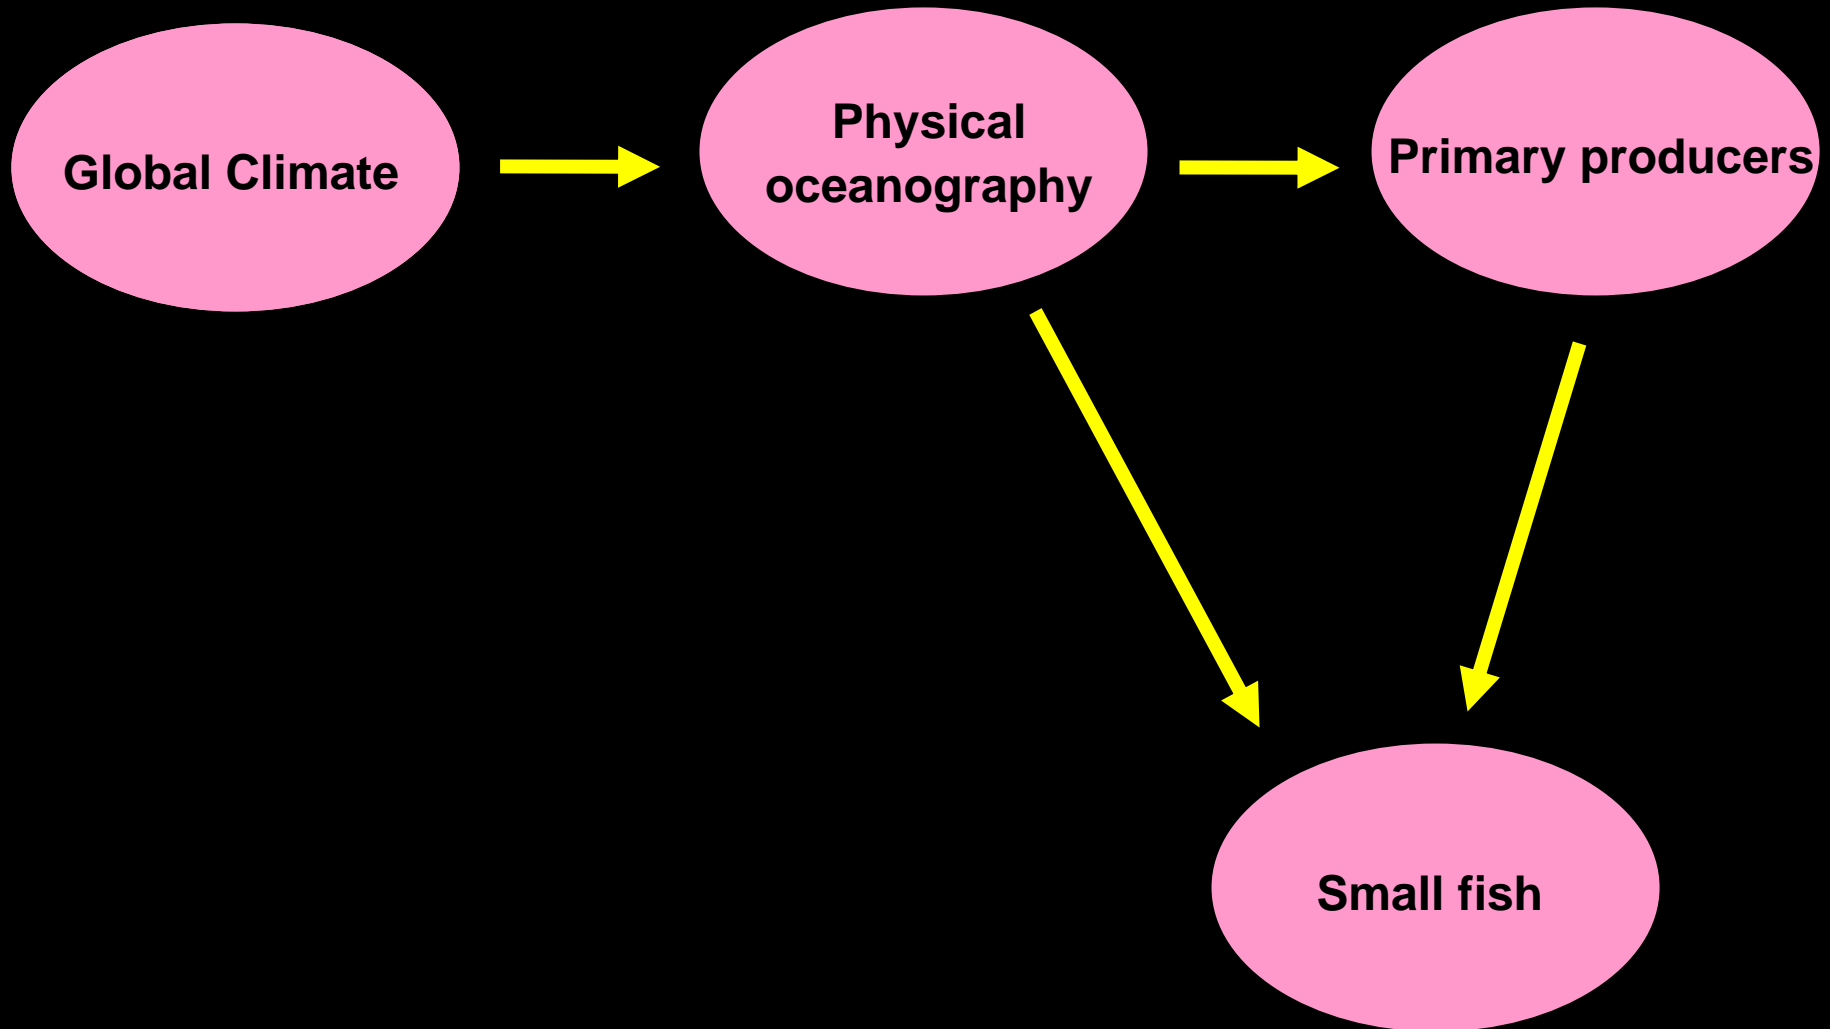 Global Climate
Physical
oceanography
Primary producers
Small fish